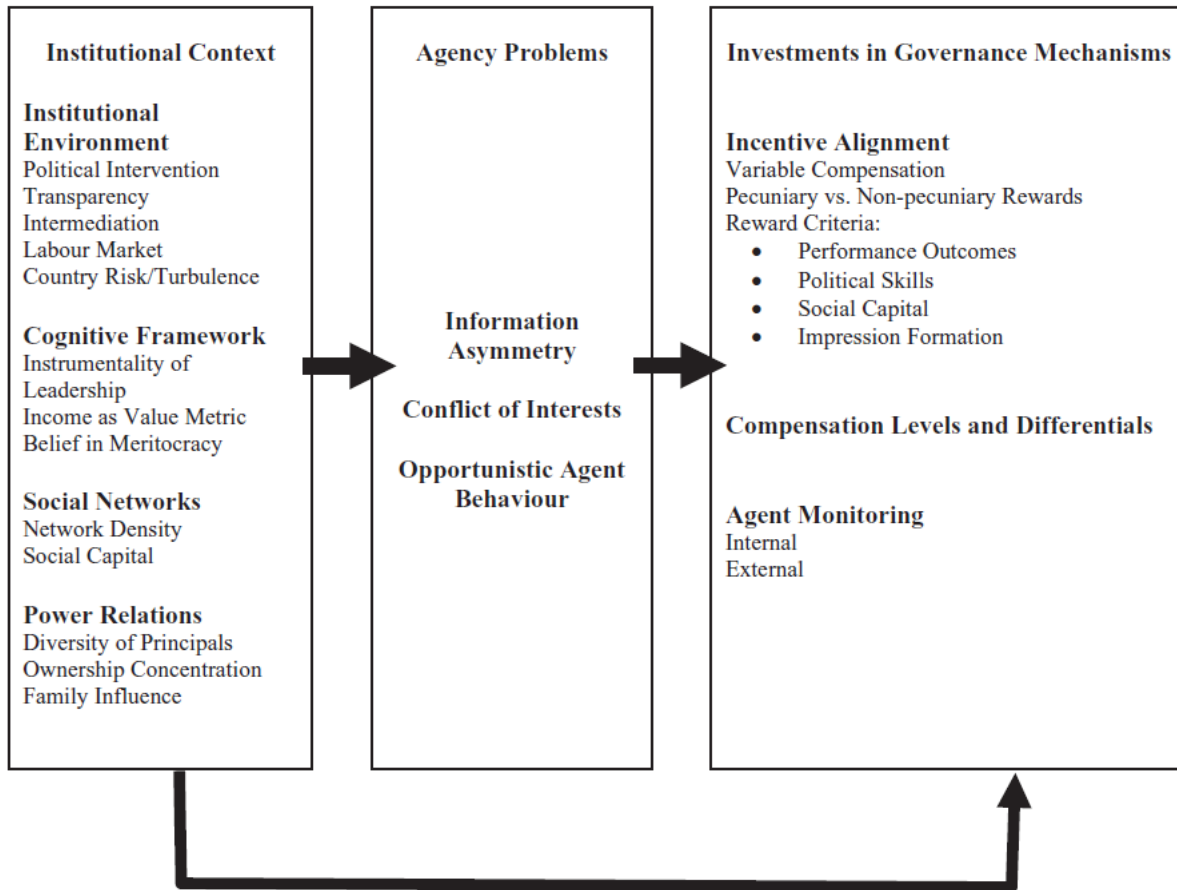 Institutional Context
Institutional
Environment
Political Intervention
Transparency
Intermediation
Labour Market
Country Risk/Turbulence
Cognitive Framework
Instrumentality of
Leadership
Income as Value Metric
Belief in Meritocracy
Social Networks
Network Density
Social Capital
Power Relations
Diversity of Principals
Ownership Concentration
Family Influence
Agency Problems
Information
Asymmetry
Conflict of Interests
Opportunistic Agent
Behaviour
Investments in Governance Mechanisms
Incentive Alignment
Variable Compensation
Pecuniary vs. Non-pecuniary Rewards
Reward Criteria:
• Performance Outcomes
• Political Skills
• Social Capital
• Impression Formation
Compensation Levels and Differentials
Agent Monitoring
Internal
External